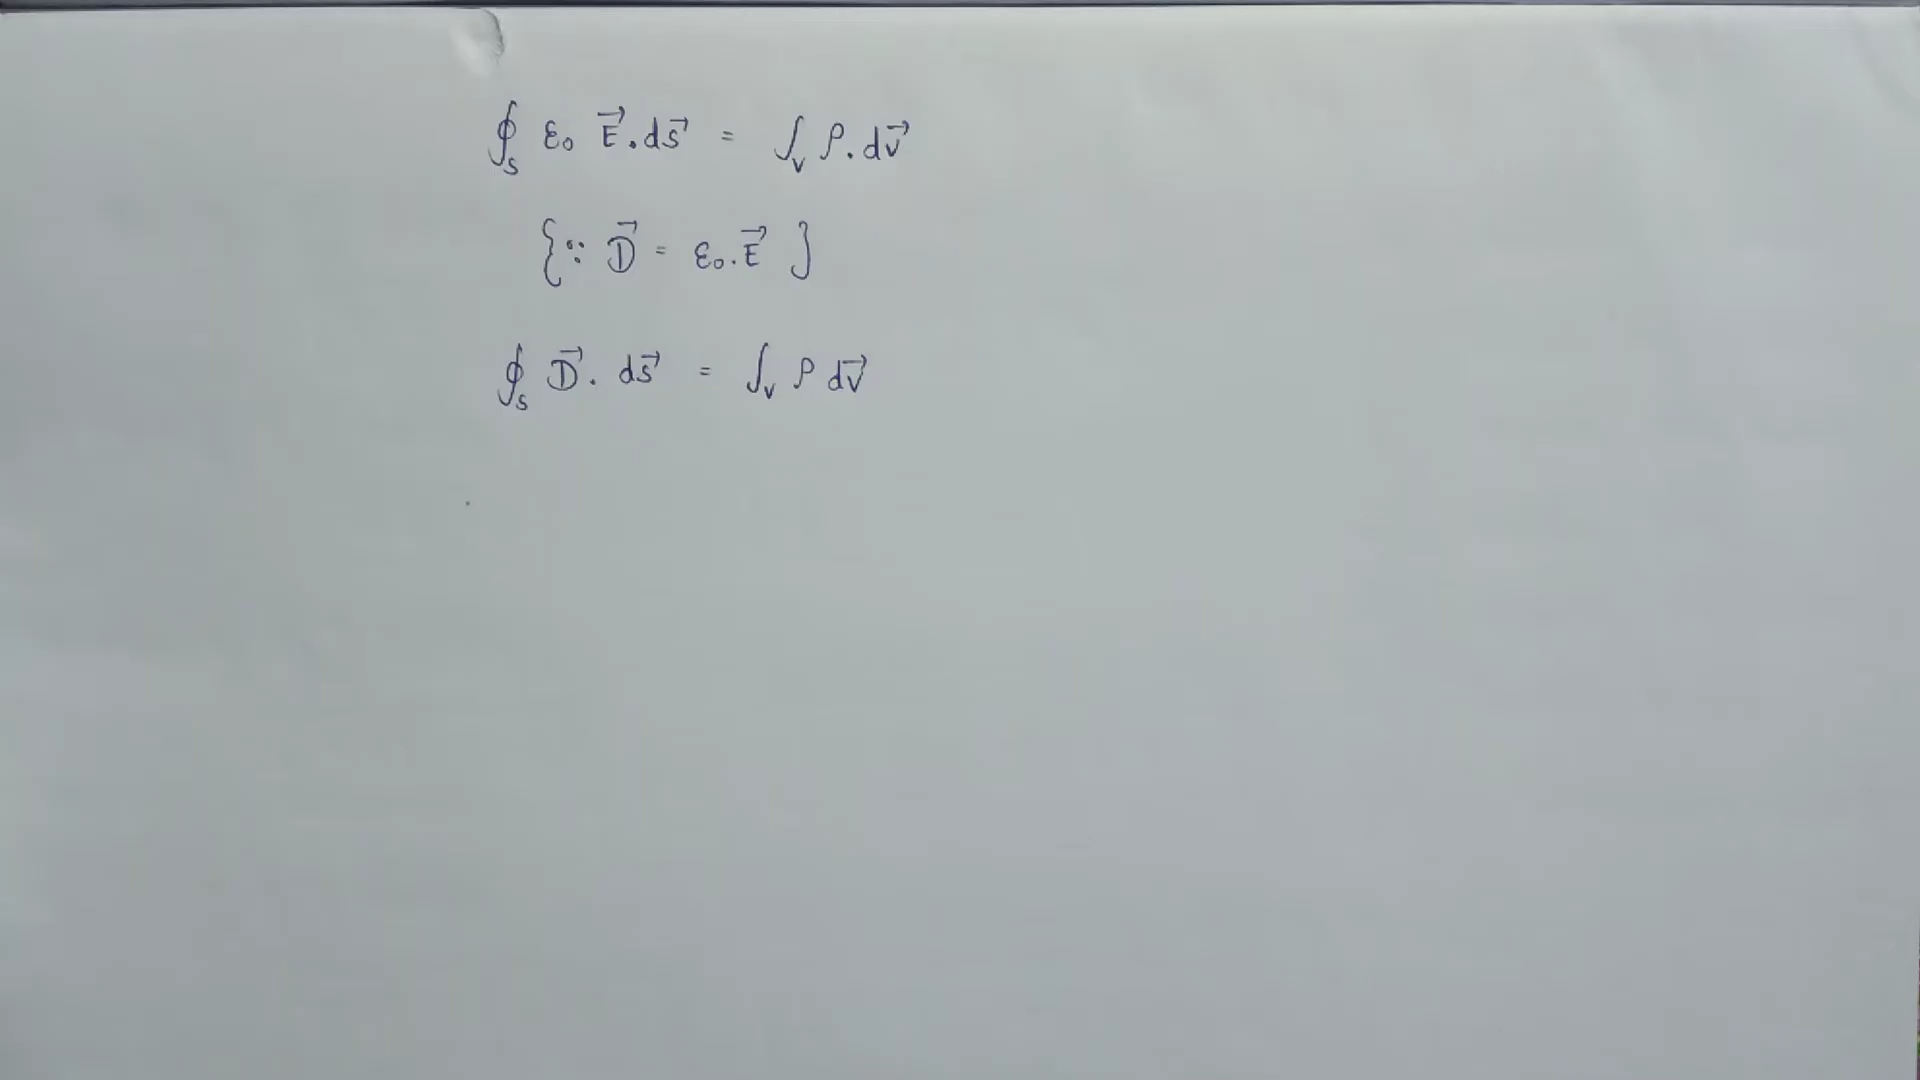 ∮ₛ ε₀ E⃗ . ds⃗ = ∫ᵥ ρ . dv⃗
{∵ D⃗ = ε₀ . E⃗ }
∮ₛ D⃗ . ds⃗ = ∫ᵥ ρ dv⃗